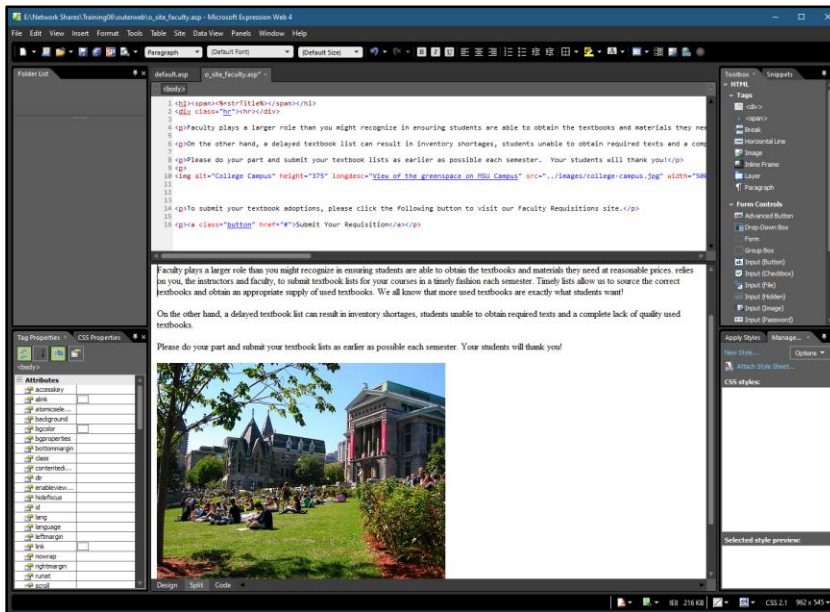 E:\Network Shares\Training00\outerweb\o_site_faculty.asp - Microsoft Expression Web 4
File Edit View Insert Format Tools Table Site Data View Panels Window Help
Paragraph (Default Font) (Default Size)
Folder List
default.asp o_site_faculty.asp*
<body>
1 <h1><span><%=strTitle%></span></h1>
2 <div class="hr"><hr></div>
3
4 <p>Faculty plays a larger role than you might recognize in ensuring students are able to obtain the textbooks and materials they nee
5
6 <p>On the other hand, a delayed textbook list can result in inventory shortages, students unable to obtain required texts and a comp
7
8 <p>Please do your part and submit your textbook lists as earlier as possible each semester.  Your students will thank you!</p>
9 <p>
10 <img alt="College Campus" height="375" longdesc="View of the greenspace on MSU Campus" src="../images/college-campus.jpg" width="500
11
12
13
14 <p>To submit your textbook adoptions, please click the following button to visit our Faculty Requisitions site.</p>
15
16 <p><a class="button" href="#">Submit Your Requisition</a></p>
Faculty plays a larger role than you might recognize in ensuring students are able to obtain the textbooks and materials they need at reasonable prices. relies
on you, the instructors and faculty, to submit textbook lists for your courses in a timely fashion each semester. Timely lists allow us to source the correct
textbooks and obtain an appropriate supply of used textbooks. We all know that more used textbooks are exactly what students want!
On the other hand, a delayed textbook list can result in inventory shortages, students unable to obtain required texts and a complete lack of quality used
textbooks.
Please do your part and submit your textbook lists as earlier as possible each semester. Your students will thank you!
Design Split Code
Tag Properties CSS Properties
<body>
Attributes
accesskey
alink
atomicsele...
background
bgcolor
bgproperties
bottommargin
class
contentedi...
dir
enableview...
hidefocus
id
lang
language
leftmargin
link
nowrap
rightmargin
runat
scroll
Toolbox Snippets
HTML
Tags
<div>
<span>
Break
Horizontal Line
Image
Inline Frame
Layer
Paragraph
Form Controls
Advanced Button
Drop-Down Box
Form
Group Box
Input (Button)
Input (Checkbox)
Input (File)
Input (Hidden)
Input (Image)
Input (Password)
Apply Styles Manage...
New Style... Options
Attach Style Sheet...
CSS styles:
Selected style preview:
IE8 216 KB CSS 2.1 962 x 545